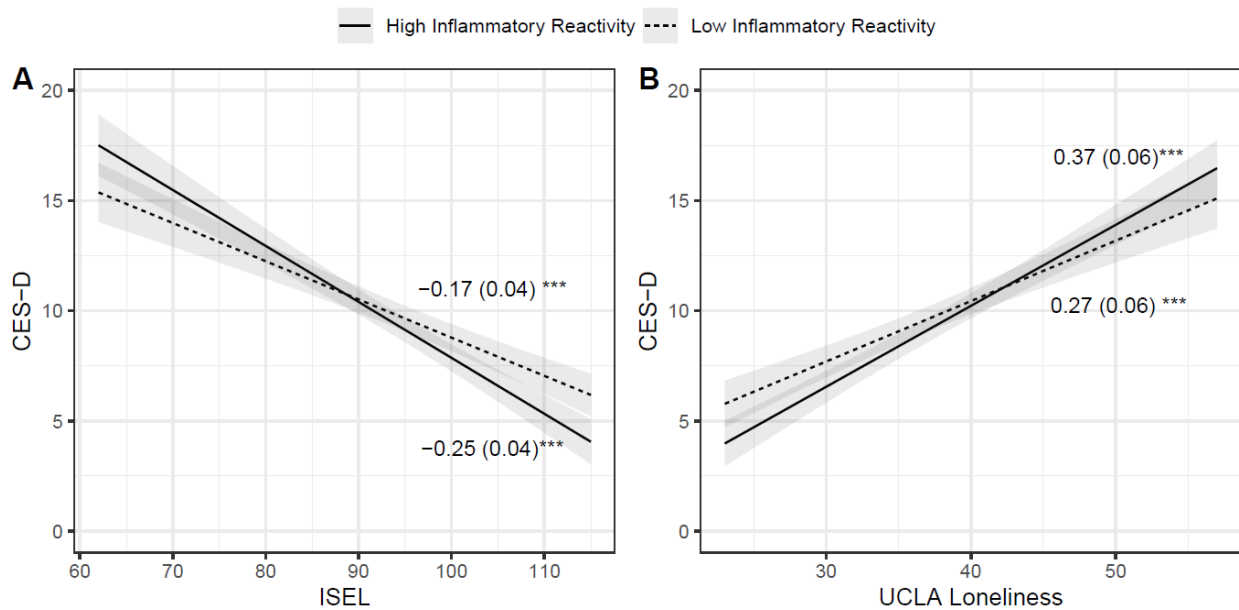 High Inflammatory Reactivity Low Inflammatory Reactivity
A
B
20
15
10
5
0
CES−D
−0.17 (0.04) ***
−0.25 (0.04)***
60 70 80 90 100 110
ISEL
20
15
10
5
0
CES−D
0.37 (0.06)***
0.27 (0.06) ***
30 40 50
UCLA Loneliness